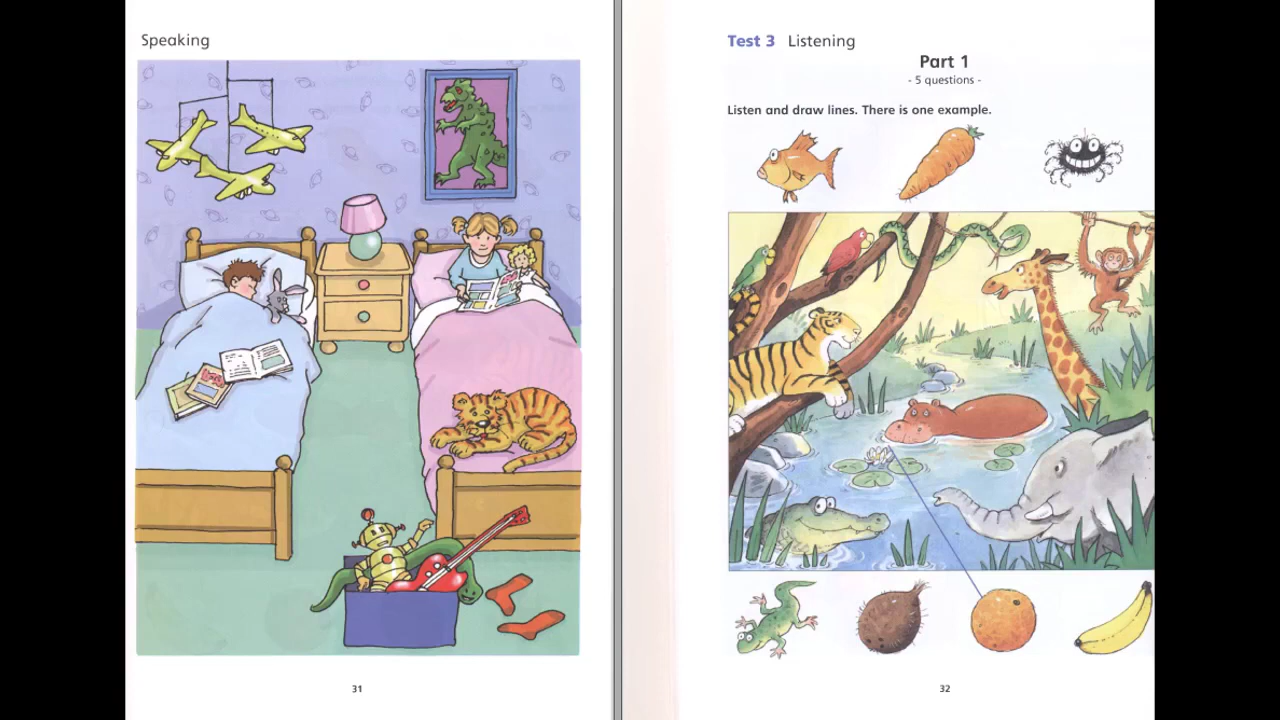 Speaking
31
Test 3 Listening
Part 1
- 5 questions -
Listen and draw lines. There is one example.
32